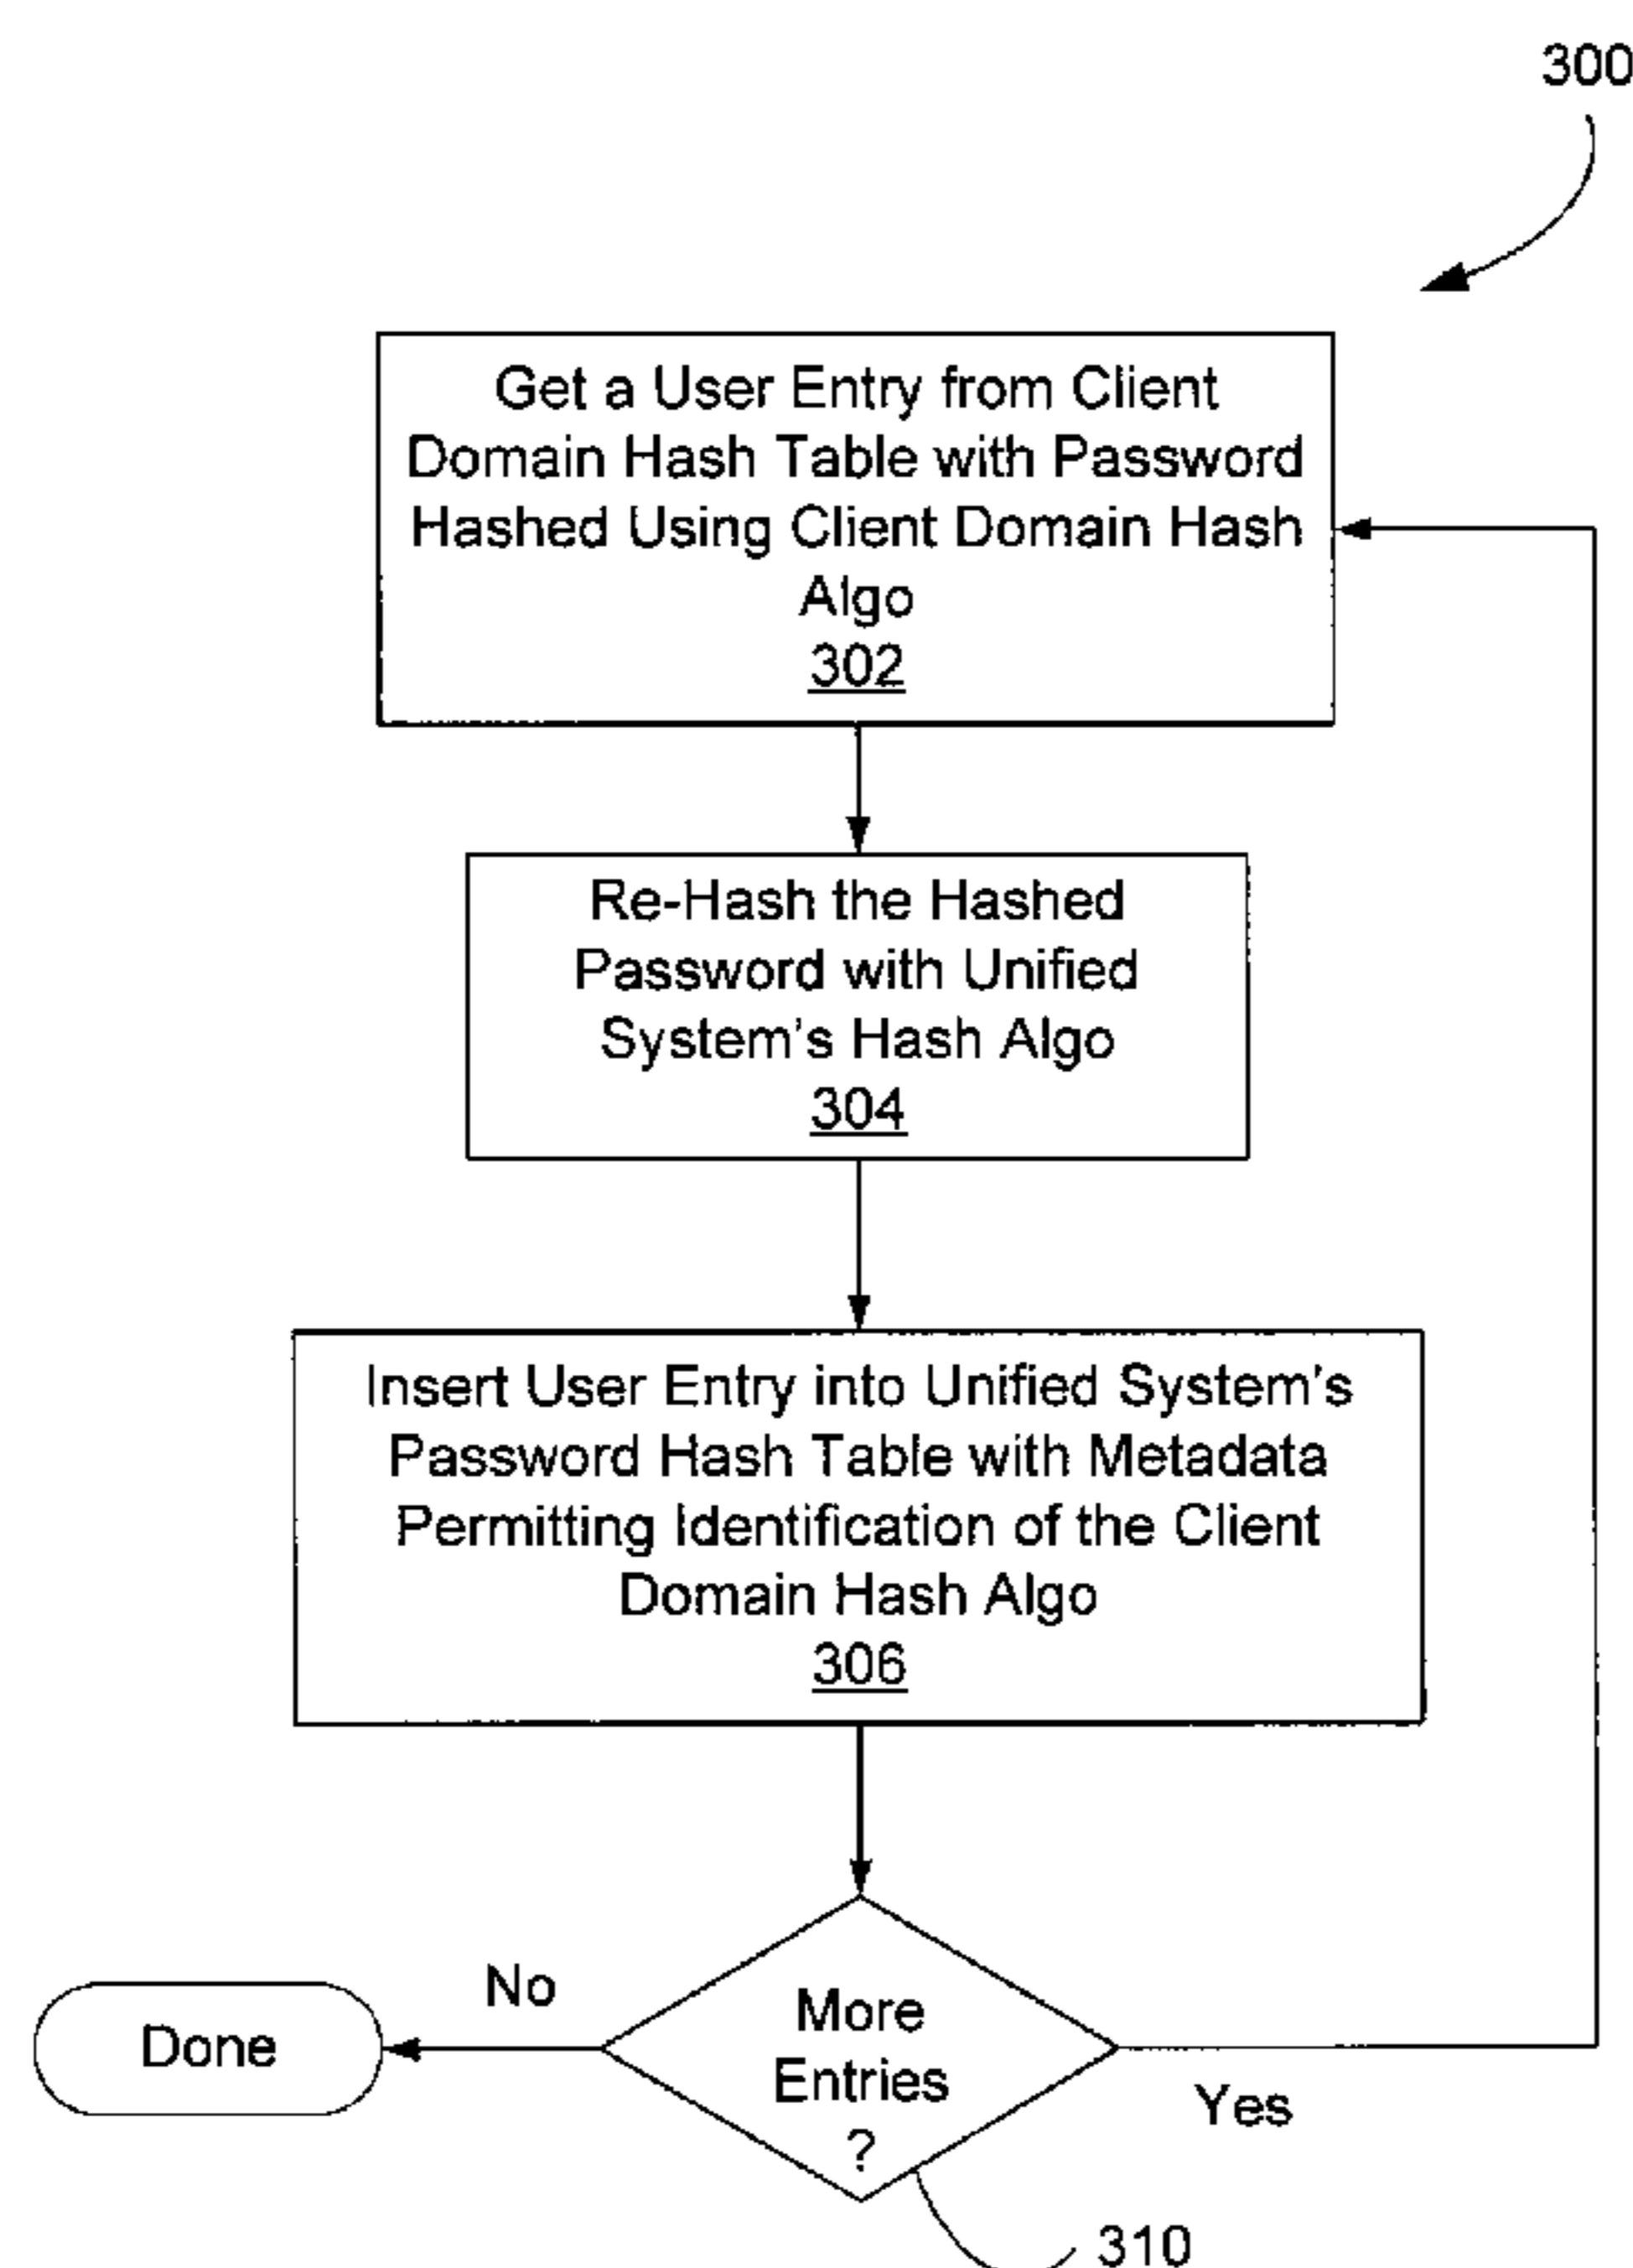 300
Get a User Entry from Client
Domain Hash Table with Password
Hashed Using Client Domain Hash
Algo
302
Re-Hash the Hashed
Password with Unified
System's Hash Algo
304
Insert User Entry into Unified System's
Password Hash Table with Metadata
Permitting Identification of the Client
Domain Hash Algo
306
No
More
Entries
?
Done
Yes
310